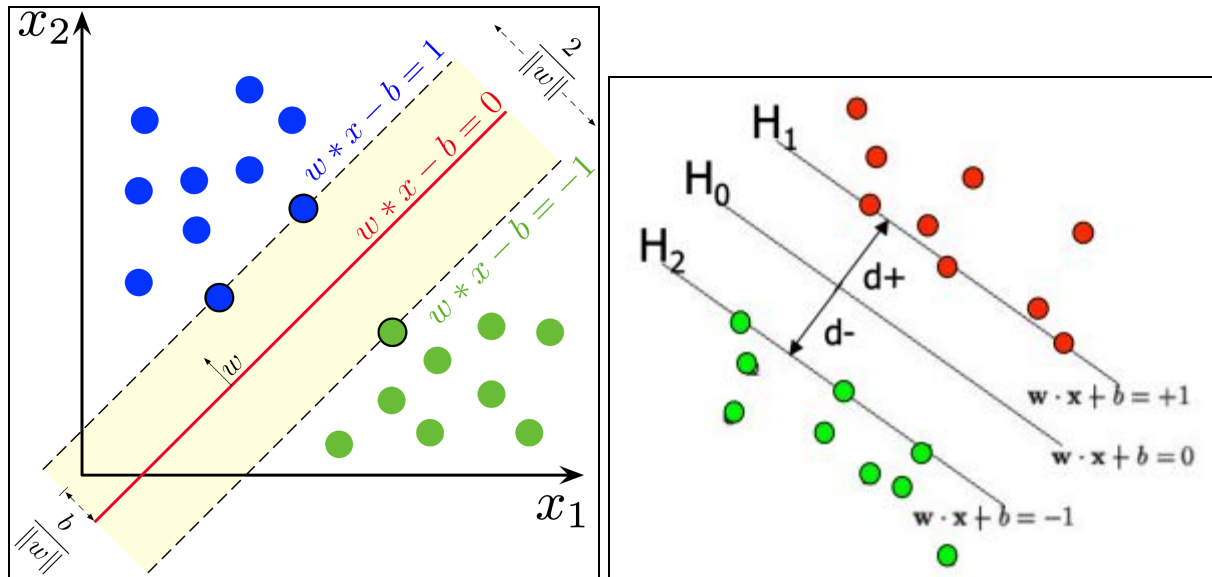 x₂
w * x − b = 1
2
‖w‖
w * x − b = 0
w * x − b = −1
w
b
‖w‖
x₁
H₁
H₀
H₂
d+
d-
w · x + b = +1
w · x + b = 0
w · x + b = −1